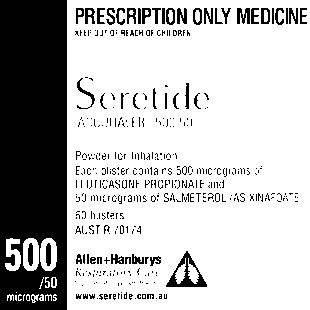 PRESCRIPTION ONLY MEDICINE
KEEP OUT OF REACH OF CHILDREN
Seretide
ACCUHALER 500/50
Powder for Inhalation
Each blister contains 500 micrograms of
FLUTICASONE PROPIONATE and
50 micrograms of SALMETEROL (AS XINAFOATE)
60 blisters
AUST R 70174
500
/50
micrograms
Allen+Hanburys
Respiratory Care
www.seretide.com.au